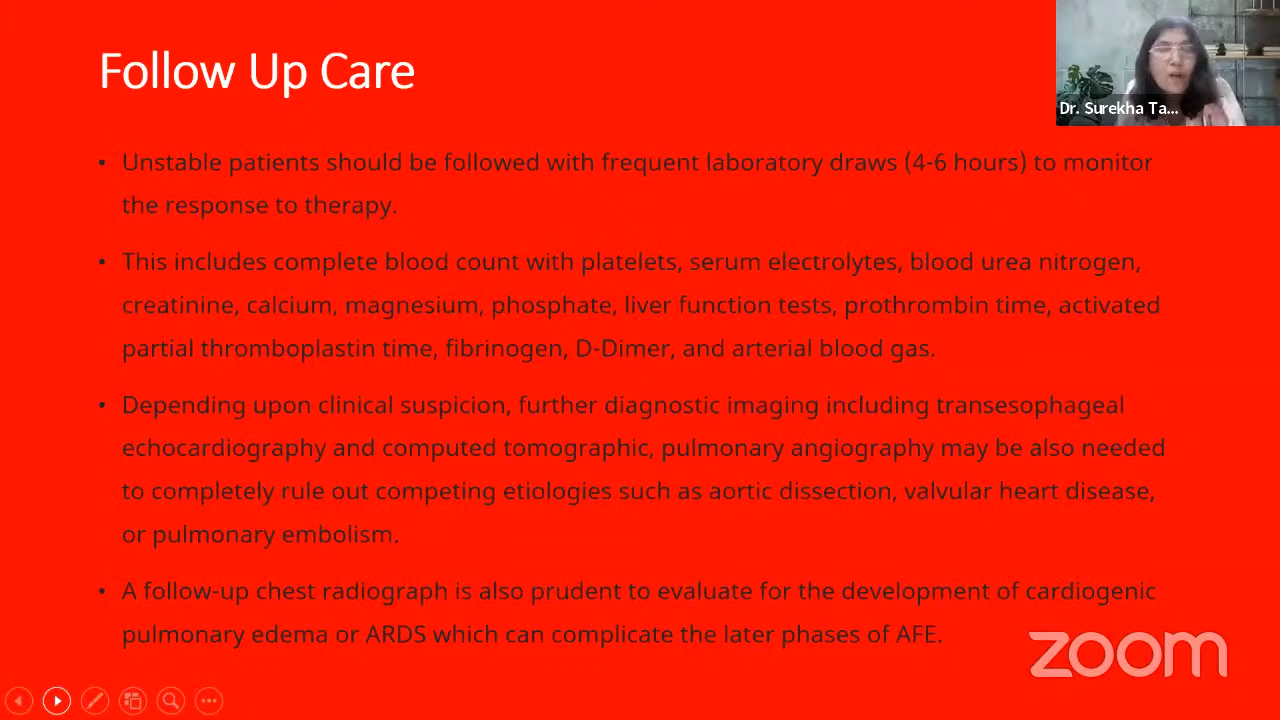 Follow Up Care
Dr. Surekha Ta...
• Unstable patients should be followed with frequent laboratory draws (4-6 hours) to monitor
the response to therapy.
• This includes complete blood count with platelets, serum electrolytes, blood urea nitrogen,
creatinine, calcium, magnesium, phosphate, liver function tests, prothrombin time, activated
partial thromboplastin time, fibrinogen, D-Dimer, and arterial blood gas.
• Depending upon clinical suspicion, further diagnostic imaging including transesophageal
echocardiography and computed tomographic, pulmonary angiography may be also needed
to completely rule out competing etiologies such as aortic dissection, valvular heart disease,
or pulmonary embolism.
• A follow-up chest radiograph is also prudent to evaluate for the development of cardiogenic
pulmonary edema or ARDS which can complicate the later phases of AFE.
zoom